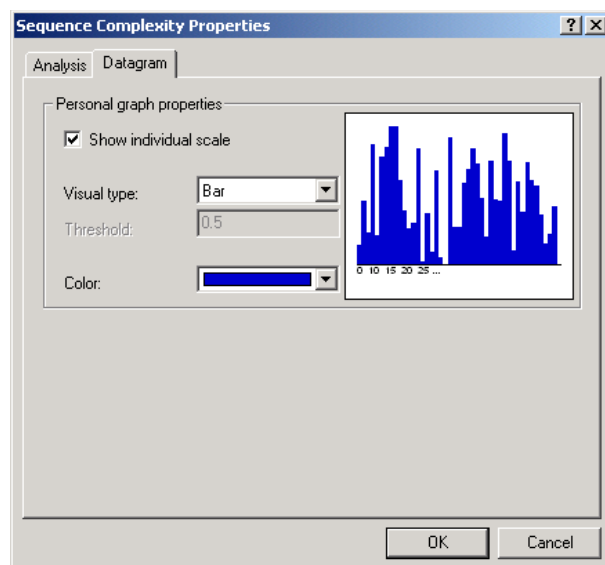 Sequence Complexity Properties
Analysis Datagram
Personal graph properties
Show individual scale
Visual type: Bar
Threshold: 0.5
Color:
0 10 15 20 25 ...
OK Cancel